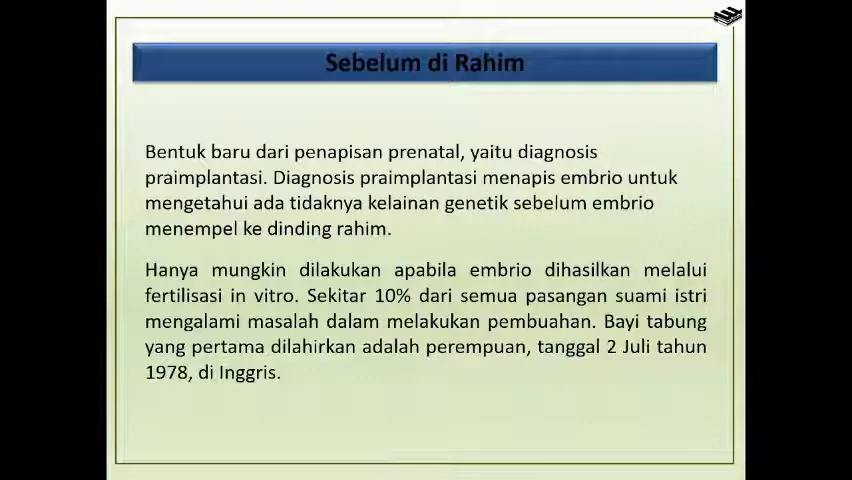 Sebelum di Rahim
Bentuk baru dari penapisan prenatal, yaitu diagnosis
praimplantasi. Diagnosis praimplantasi menapis embrio untuk
mengetahui ada tidaknya kelainan genetik sebelum embrio
menempel ke dinding rahim.
Hanya mungkin dilakukan apabila embrio dihasilkan melalui
fertilisasi in vitro. Sekitar 10% dari semua pasangan suami istri
mengalami masalah dalam melakukan pembuahan. Bayi tabung
yang pertama dilahirkan adalah perempuan, tanggal 2 Juli tahun
1978, di Inggris.